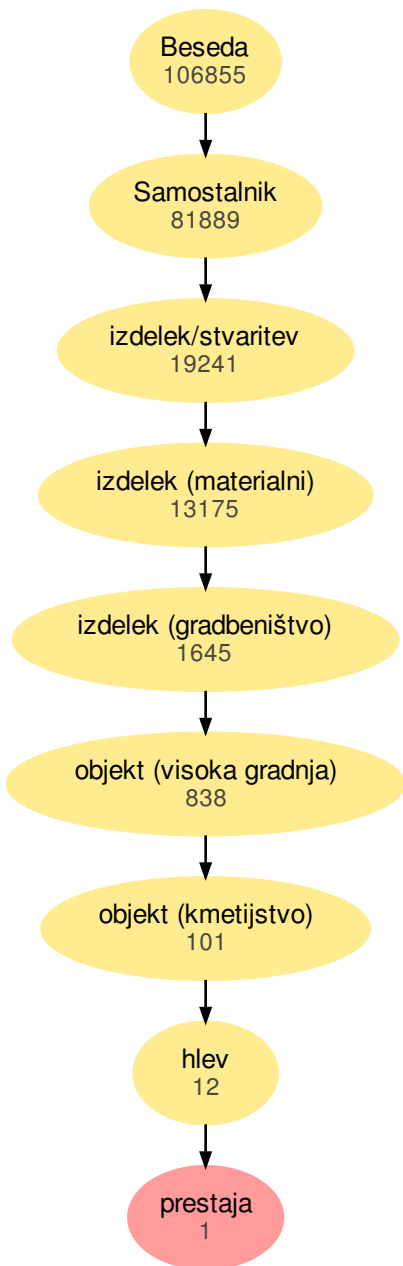 Beseda
106855
Samostalnik
81889
izdelek/stvaritev
19241
izdelek (materialni)
13175
izdelek (gradbeništvo)
1645
objekt (visoka gradnja)
838
objekt (kmetijstvo)
101
hlev
12
prestaja
1